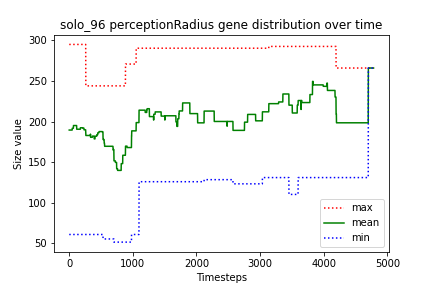 solo_96 perceptionRadius gene distribution over time
Size value
300
250
200
150
100
50
0
1000
2000
3000
4000
5000
Timesteps
max
mean
min